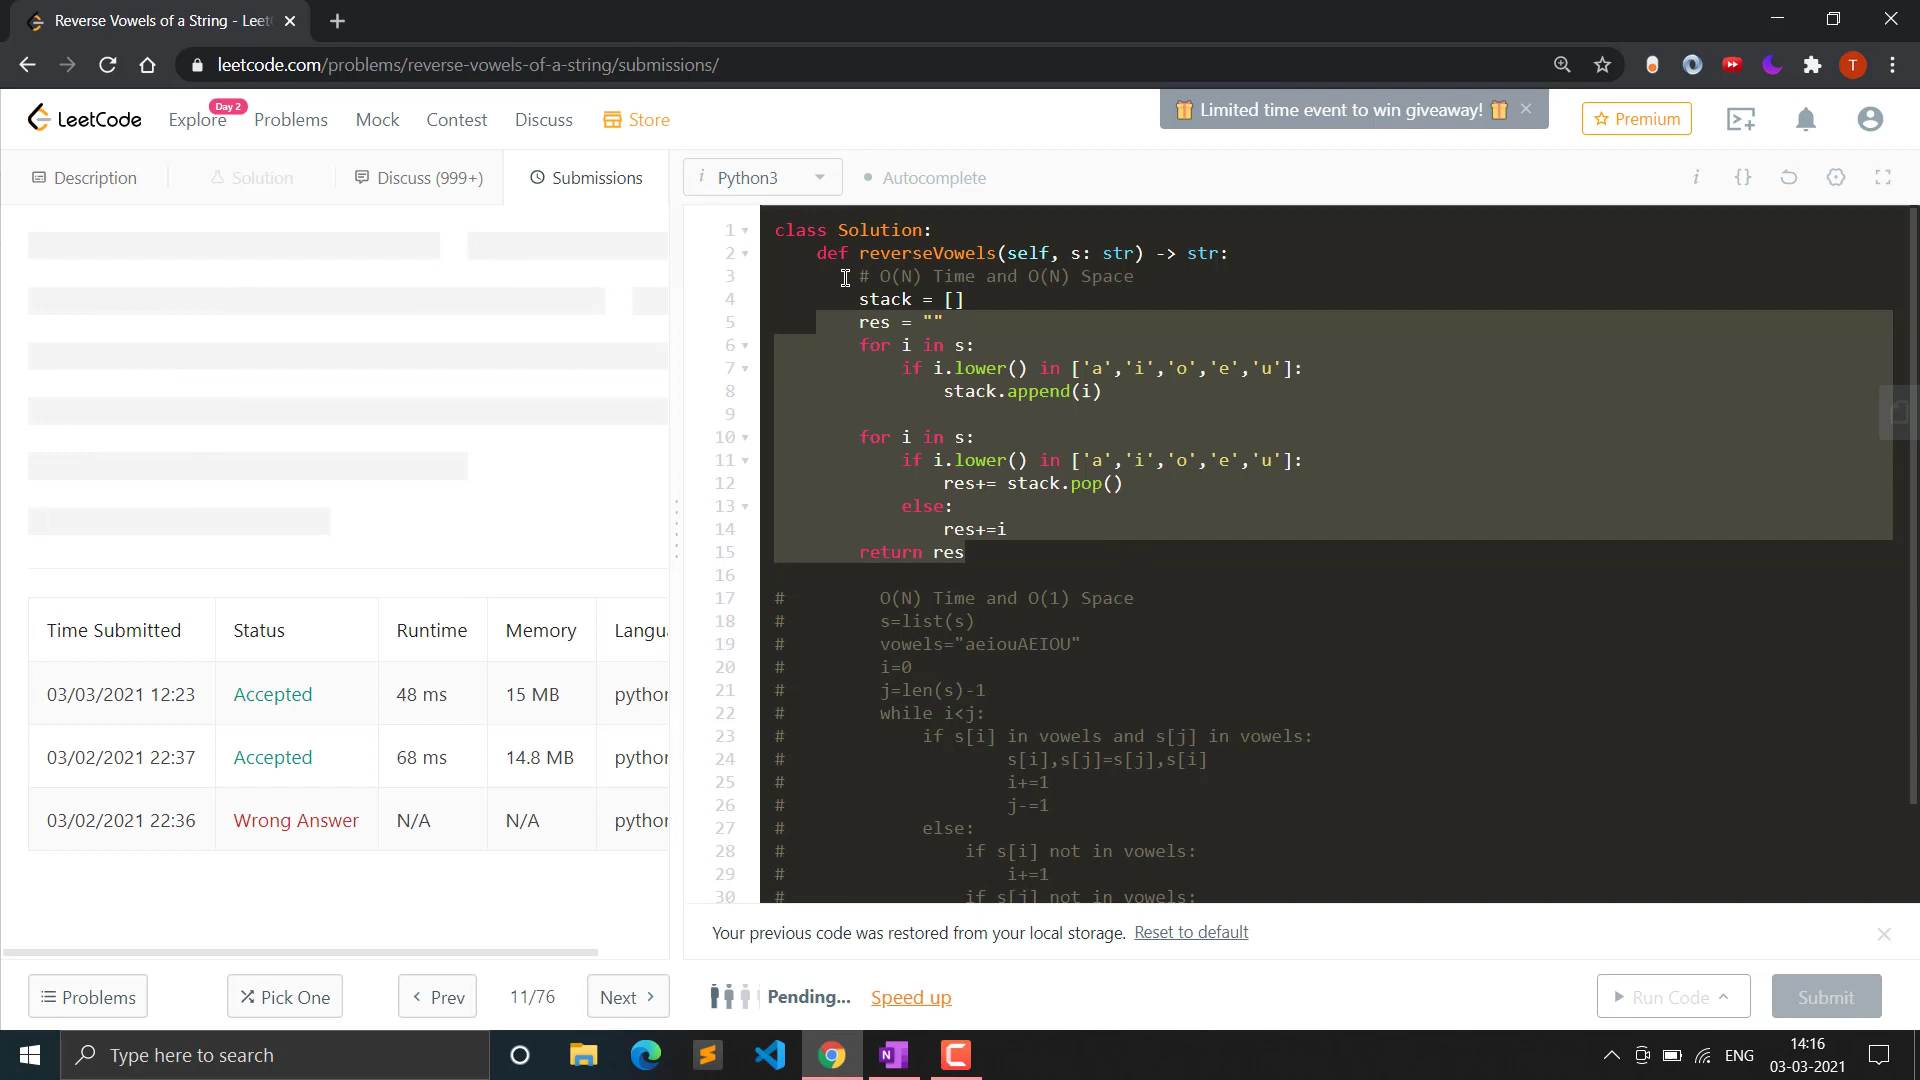 Reverse Vowels of a String - Leet
leetcode.com/problems/reverse-vowels-of-a-string/submissions/
T
LeetCode
Explore
Day 2
Problems
Mock
Contest
Discuss
Store
Limited time event to win giveaway!
Premium
Description
Solution
Discuss (999+)
Submissions
i Python3
Autocomplete
1 class Solution:
2     def reverseVowels(self, s: str) -> str:
3         # O(N) Time and O(N) Space
4         stack = []
5         res = ""
6         for i in s:
7             if i.lower() in ['a','i','o','e','u']:
8                 stack.append(i)
9
10         for i in s:
11             if i.lower() in ['a','i','o','e','u']:
12                 res+= stack.pop()
13             else:
14                 res+=i
15         return res
16
17 #         O(N) Time and O(1) Space
18 #         s=list(s)
19 #         vowels="aeiouAEIOU"
20 #         i=0
21 #         j=len(s)-1
22 #         while i<j:
23 #             if s[i] in vowels and s[j] in vowels:
24 #                     s[i],s[j]=s[j],s[i]
25 #                     i+=1
26 #                     j-=1
27 #             else:
28 #                 if s[i] not in vowels:
29 #                     i+=1
30 #                 if s[j] not in vowels:
Time Submitted Status Runtime Memory Langua
03/03/2021 12:23 Accepted 48 ms 15 MB python
03/02/2021 22:37 Accepted 68 ms 14.8 MB python
03/02/2021 22:36 Wrong Answer N/A N/A python
Your previous code was restored from your local storage. Reset to default
Problems
Pick One
Prev
11/76
Next
Pending...
Speed up
Run Code
Submit
Type here to search
ENG
14:16
03-03-2021